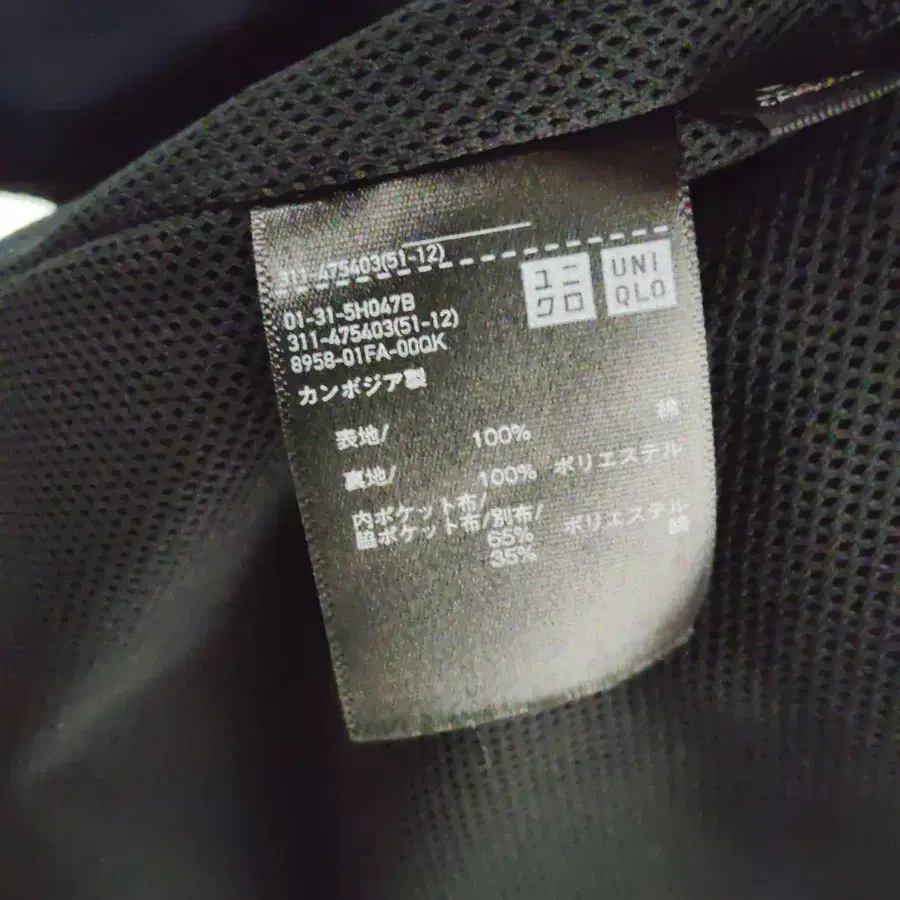 311-475403(51-12)
ユニ
クロ
UNI
QLO
01-31-5H047B
311-475403(51-12)
8958-01FA-00QK
カンボジア製
表地/ 100% 綿
裏地/ 100% ポリエステル
内ポケット布/
脇ポケット布/別布/
65% ポリエステル
35% 綿